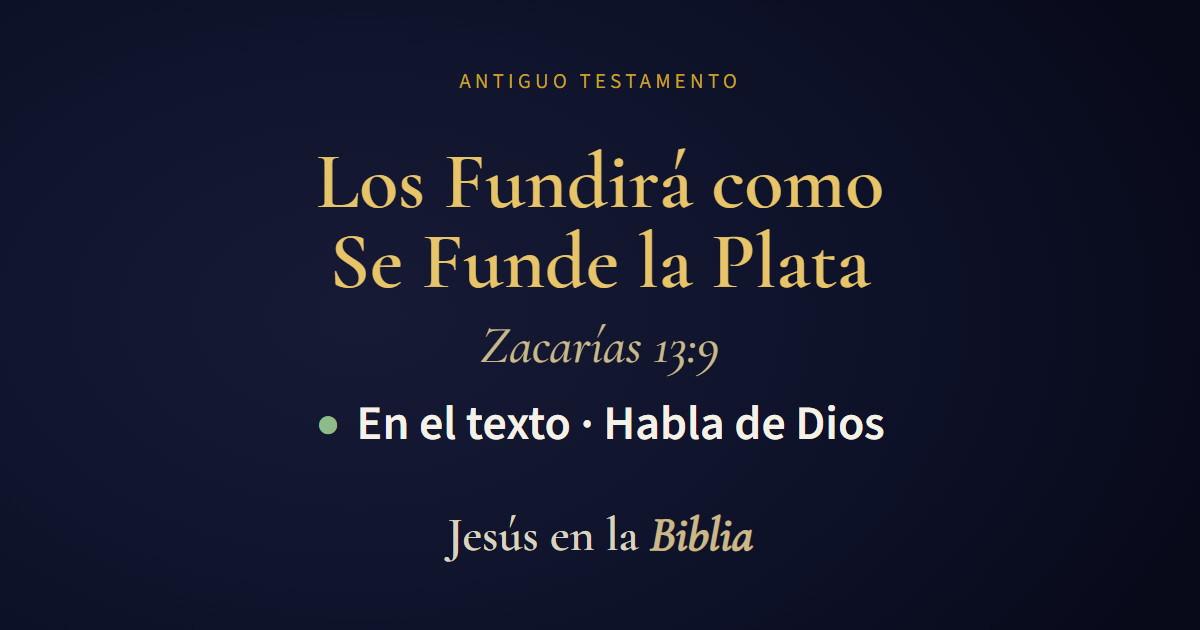 ANTIGUO TESTAMENTO
Los Fundirá como
Se Funde la Plata
Zacarías 13:9
En el texto · Habla de Dios
Jesús en la Biblia